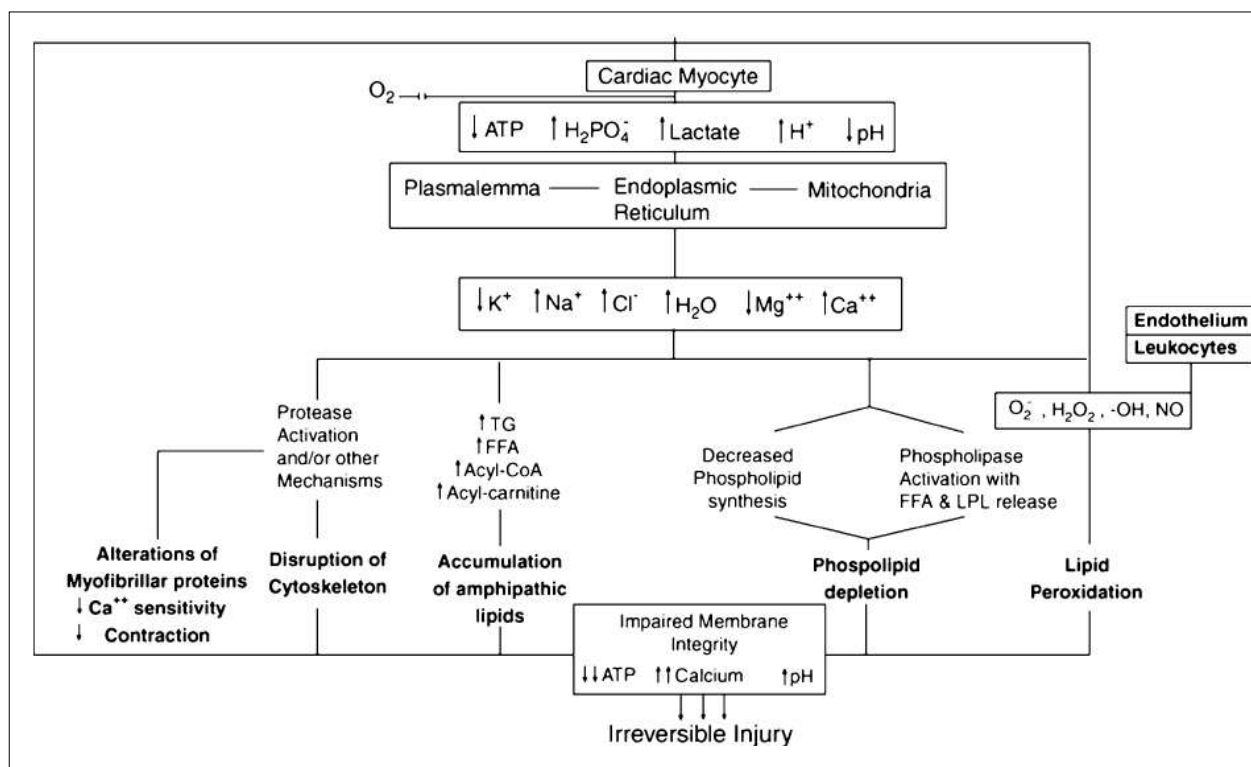 Cardiac Myocyte
O₂
↓ATP ↑H₂PO₄⁻ ↑Lactate ↑H⁺ ↓pH
Plasmalemma — Endoplasmic — Mitochondria
Reticulum
↓K⁺ ↑Na⁺ ↑Cl⁻ ↑H₂O ↓Mg⁺⁺ ↑Ca⁺⁺
Endothelium
Leukocytes
O₂⁻, H₂O₂, -OH, NO
Protease
Activation
and/or other
Mechanisms
↑TG
↑FFA
↑Acyl-CoA
↑Acyl-carnitine
Decreased
Phospholipid
synthesis
Phospholipase
Activation with
FFA & LPL release
Alterations of
Myofibrillar proteins
↓Ca⁺⁺ sensitivity
↓ Contraction
Disruption of
Cytoskeleton
Accumulation
of amphipathic
lipids
Phospolipid
depletion
Lipid
Peroxidation
Impaired Membrane
Integrity
↓↓ATP ↑↑Calcium ↑pH
Irreversible Injury